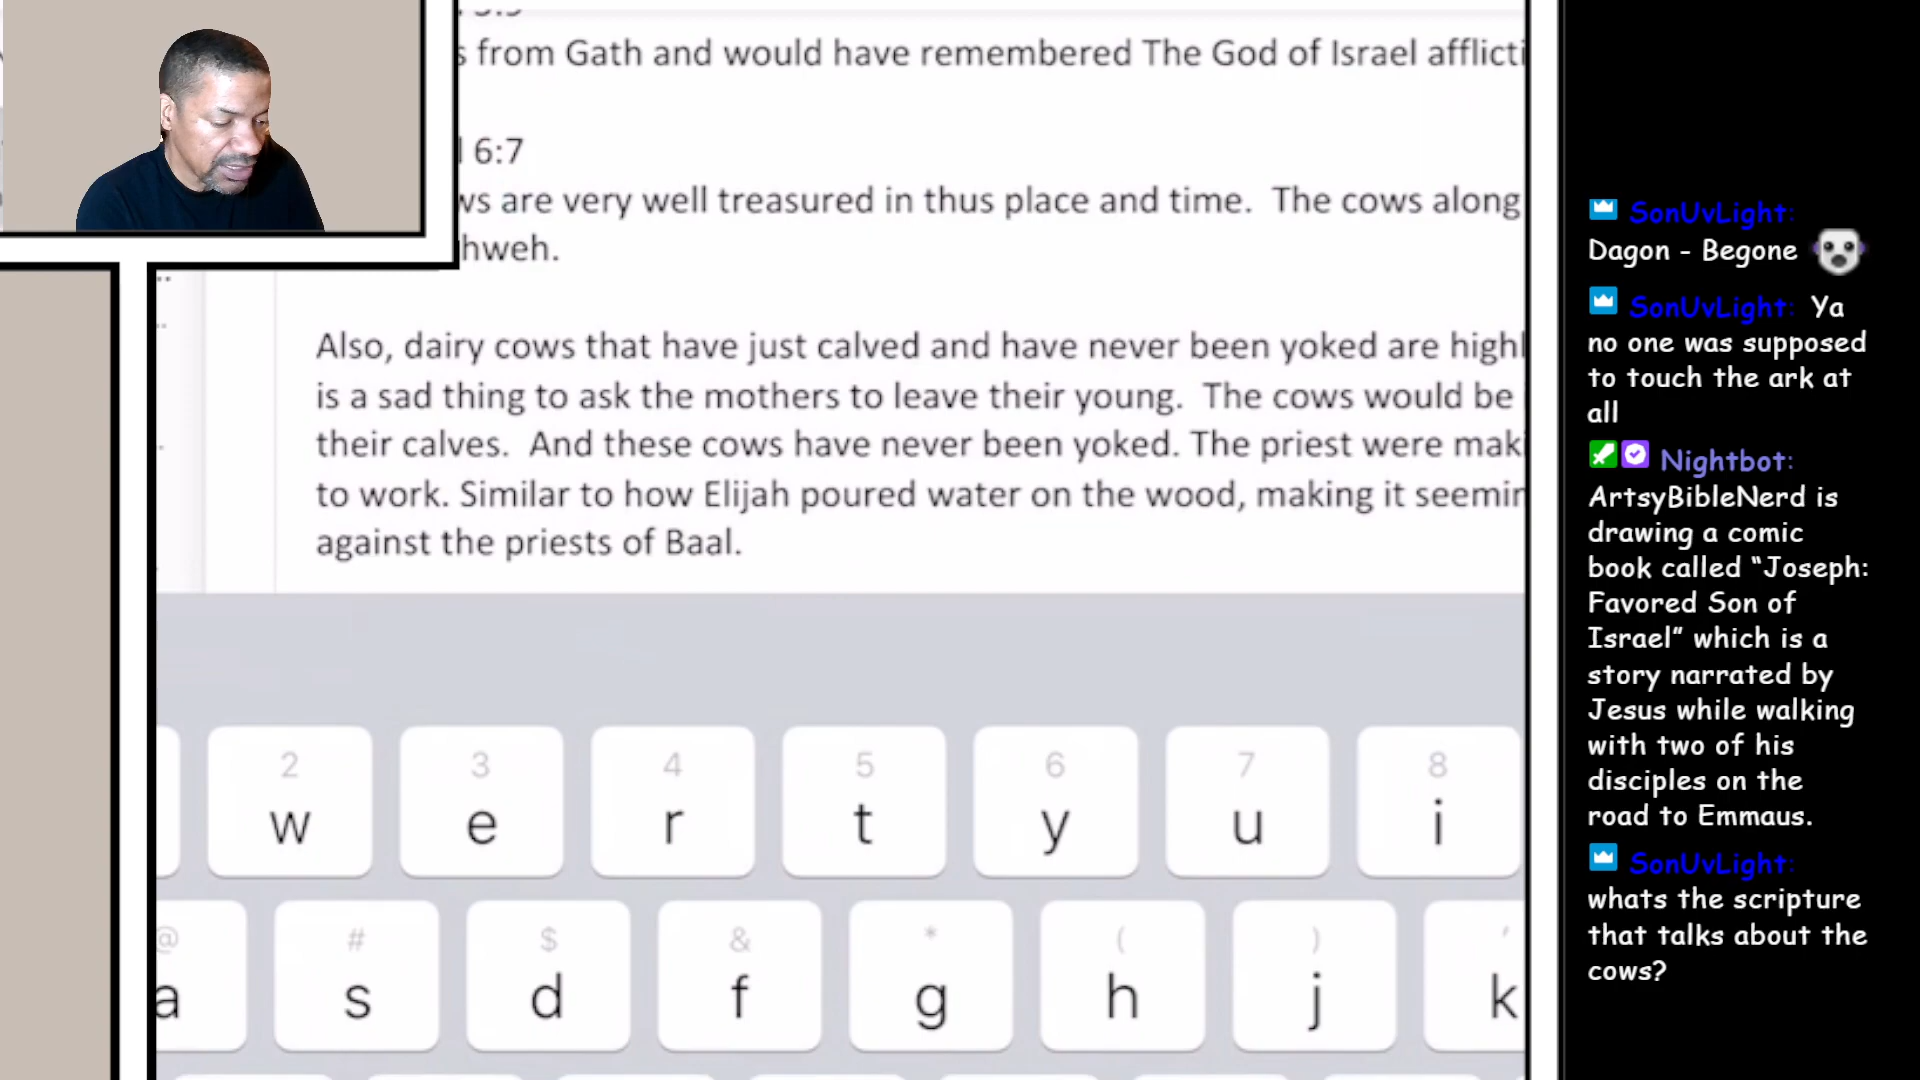 s from Gath and would have remembered The God of Israel afflicti
6:7
ws are very well treasured in thus place and time. The cows along
hweh.
Also, dairy cows that have just calved and have never been yoked are highl
is a sad thing to ask the mothers to leave their young. The cows would be
their calves. And these cows have never been yoked. The priest were maki
to work. Similar to how Elijah poured water on the wood, making it seemin
against the priests of Baal.
2 3 4 5 6 7 8
w e r t y u i
@ # $ & * ( ) '
a s d f g h j k
SonUvLight:
Dagon - Begone
SonUvLight: Ya
no one was supposed
to touch the ark at
all
Nightbot:
ArtsyBibleNerd is
drawing a comic
book called “Joseph:
Favored Son of
Israel” which is a
story narrated by
Jesus while walking
with two of his
disciples on the
road to Emmaus.
SonUvLight:
whats the scripture
that talks about the
cows?